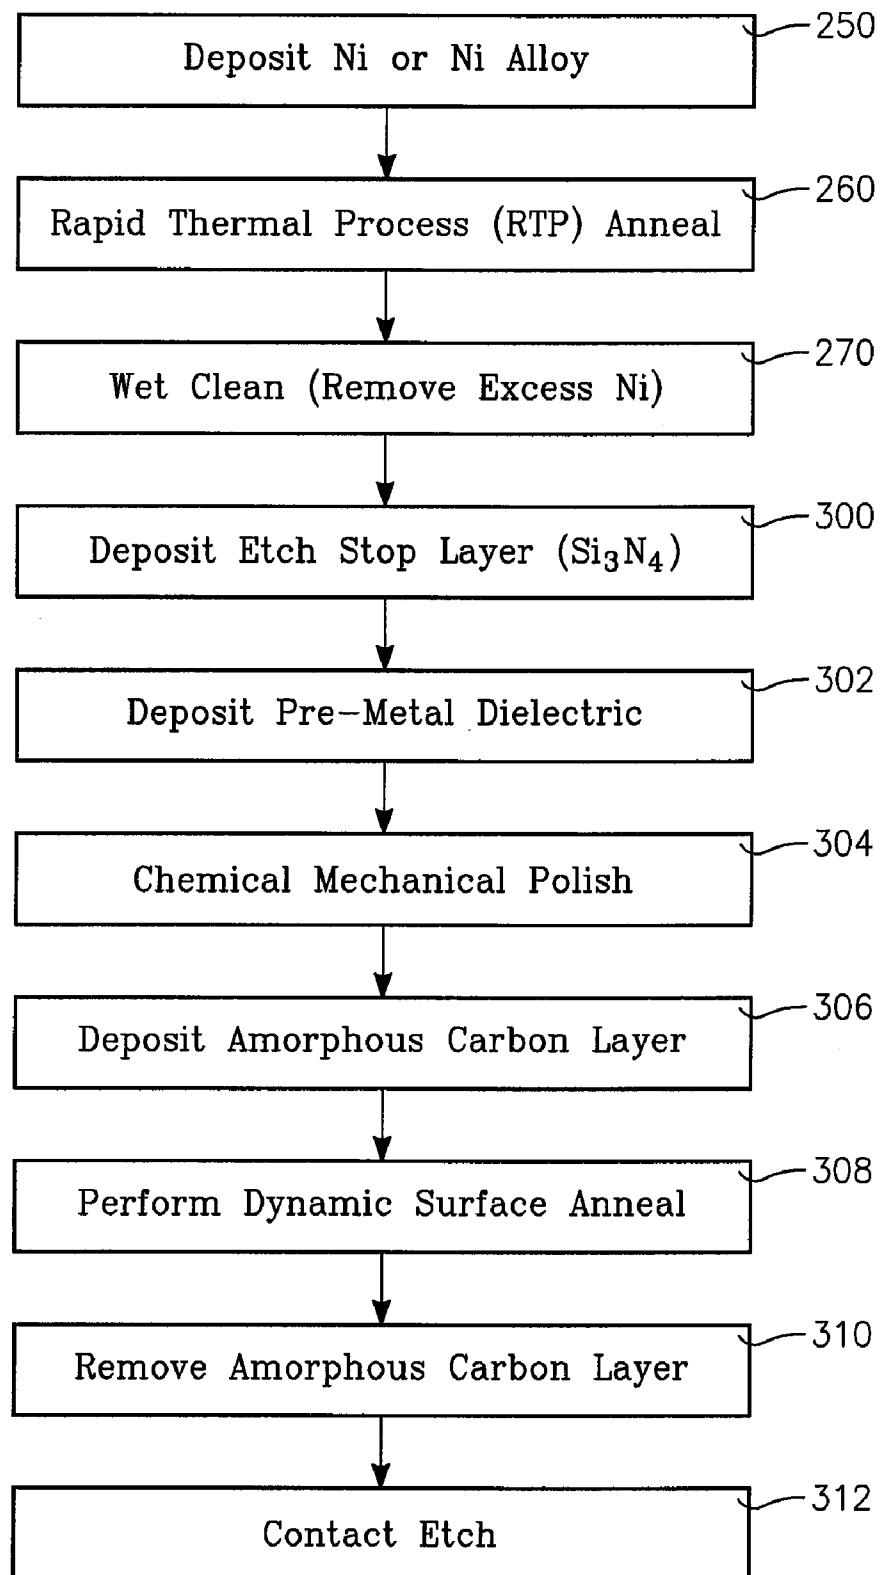 250
Deposit Ni or Ni Alloy
260
Rapid Thermal Process (RTP) Anneal
270
Wet Clean (Remove Excess Ni)
300
Deposit Etch Stop Layer (Si₃N₄)
302
Deposit Pre-Metal Dielectric
304
Chemical Mechanical Polish
306
Deposit Amorphous Carbon Layer
308
Perform Dynamic Surface Anneal
310
Remove Amorphous Carbon Layer
312
Contact Etch